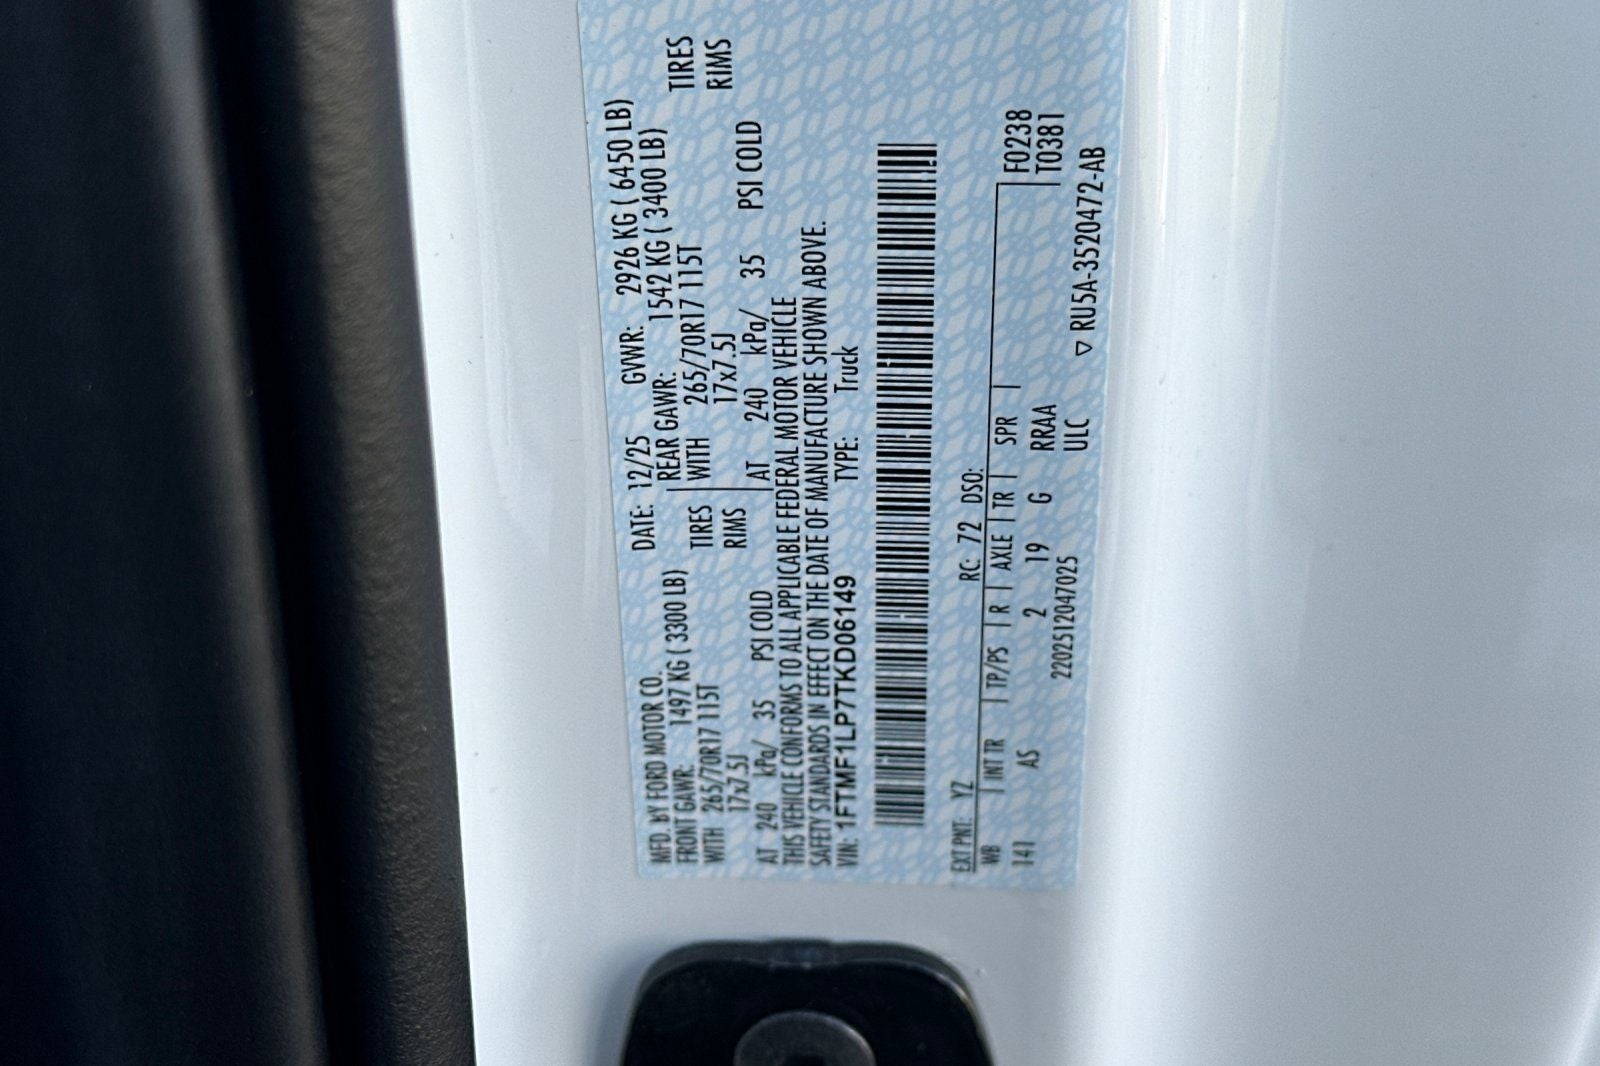 MFD. BY FORD MOTOR CO. DATE: 12/25 GVWR: 2926 KG ( 6450 LB)
FRONT GAWR: 1497 KG ( 3300 LB) REAR GAWR: 1542 KG ( 3400 LB)
WITH 265/70R17 115T TIRES WITH 265/70R17 115T TIRES
17x7.5J RIMS 17x7.5J RIMS
AT 240 kPa/ 35 PSI COLD AT 240 kPa/ 35 PSI COLD
THIS VEHICLE CONFORMS TO ALL APPLICABLE FEDERAL MOTOR VEHICLE
SAFETY STANDARDS IN EFFECT ON THE DATE OF MANUFACTURE SHOWN ABOVE.
VIN: 1FTMF1LP7TKD06149 TYPE: Truck
EXT PNT: YZ RC: 72 DSO:
WB INT TR TP/PS R AXLE TR SPR F0238
141 AS 2 19 G RRAA T0381
2202512047025 ULC
▽ RU5A-3520472-AB